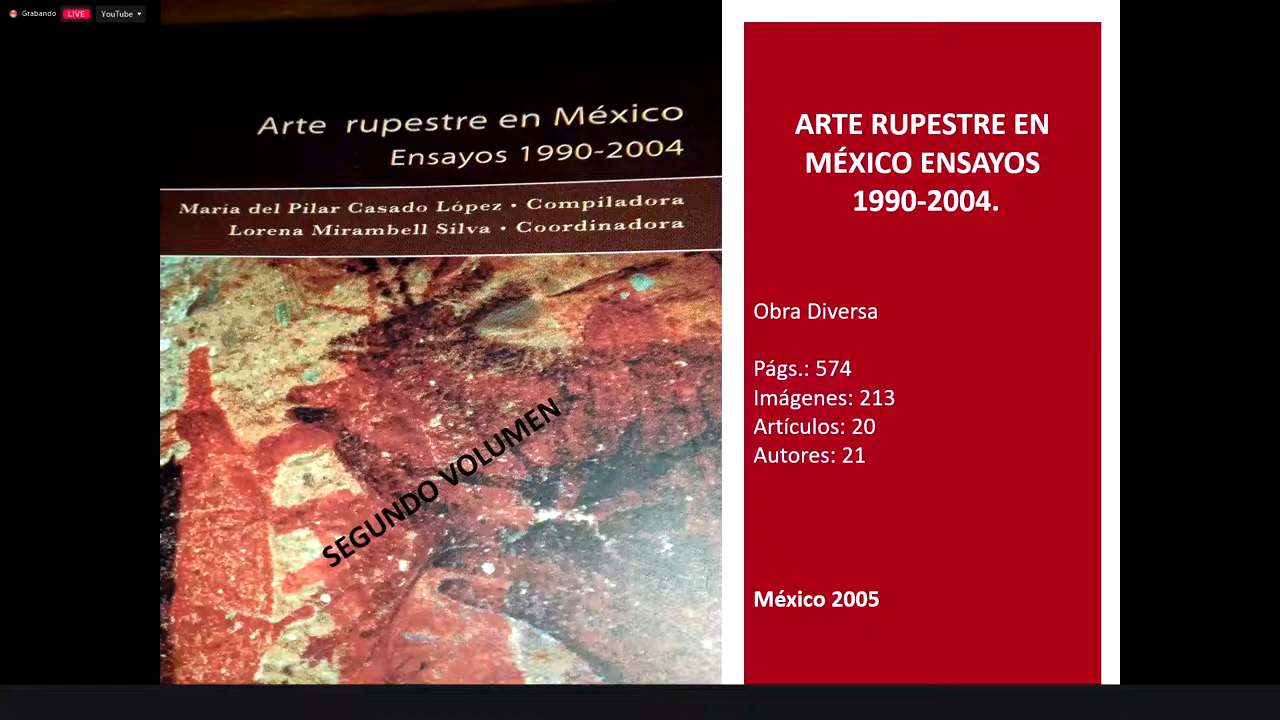 Grabando LIVE YouTube
Arte rupestre en México
Ensayos 1990-2004
María del Pilar Casado López • Compiladora
Lorena Mirambell Silva • Coordinadora
SEGUNDO VOLUMEN
ARTE RUPESTRE EN
MÉXICO ENSAYOS
1990-2004.
Obra Diversa
Págs.: 574
Imágenes: 213
Artículos: 20
Autores: 21
México 2005